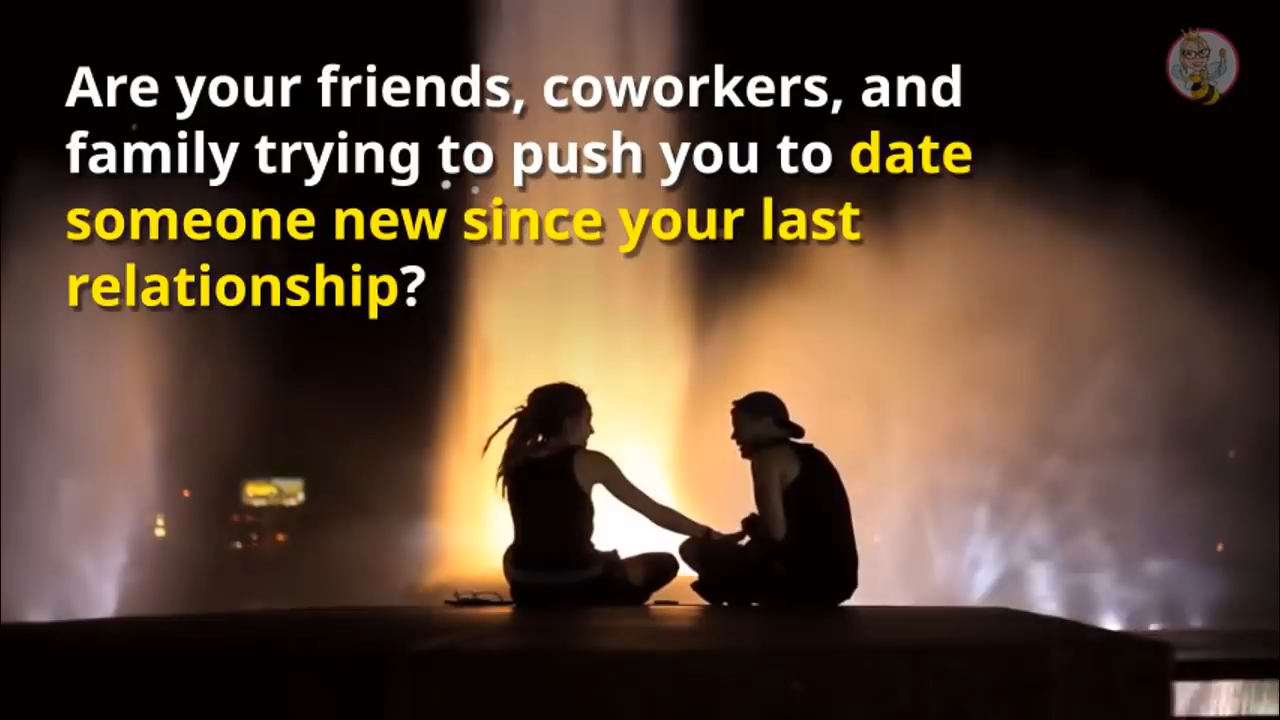 Are your friends, coworkers, and
family trying to push you to date
someone new since your last
relationship?